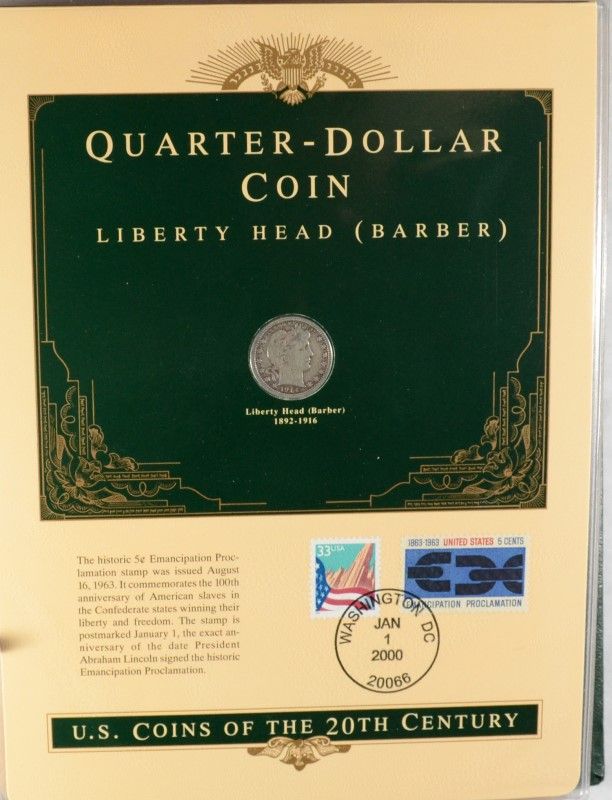 QUARTER-DOLLAR
COIN
LIBERTY HEAD (BARBER)
Liberty Head (Barber)
1892-1916
The historic 5¢ Emancipation Proc-
lamation stamp was issued August
16, 1963. It commemorates the 100th
anniversary of American slaves in
the Confederate states winning their
liberty and freedom. The stamp is
postmarked January 1, the exact an-
niversary of the date President
Abraham Lincoln signed the historic
Emancipation Proclamation.
33 USA
1863-1963 UNITED STATES 5 CENTS
EMANCIPATION PROCLAMATION
WASHINGTON DC
JAN
1
2000
20066
U.S. COINS OF THE 20TH CENTURY